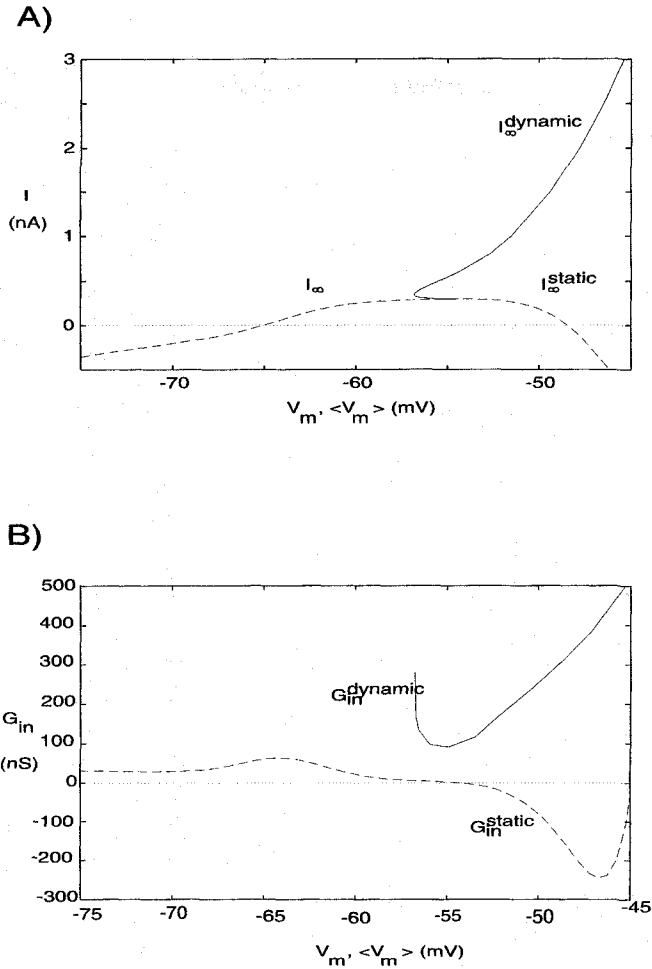 A)
3
2
1
0
I
(nA)
I∞dynamic
I∞
I∞static
-70
-60
-50
Vm, <Vm> (mV)
B)
500
400
300
200
100
0
-100
-200
-300
Gin
(nS)
Gindynamic
Ginstatic
-75
-70
-65
-60
-55
-50
-45
Vm, <Vm> (mV)